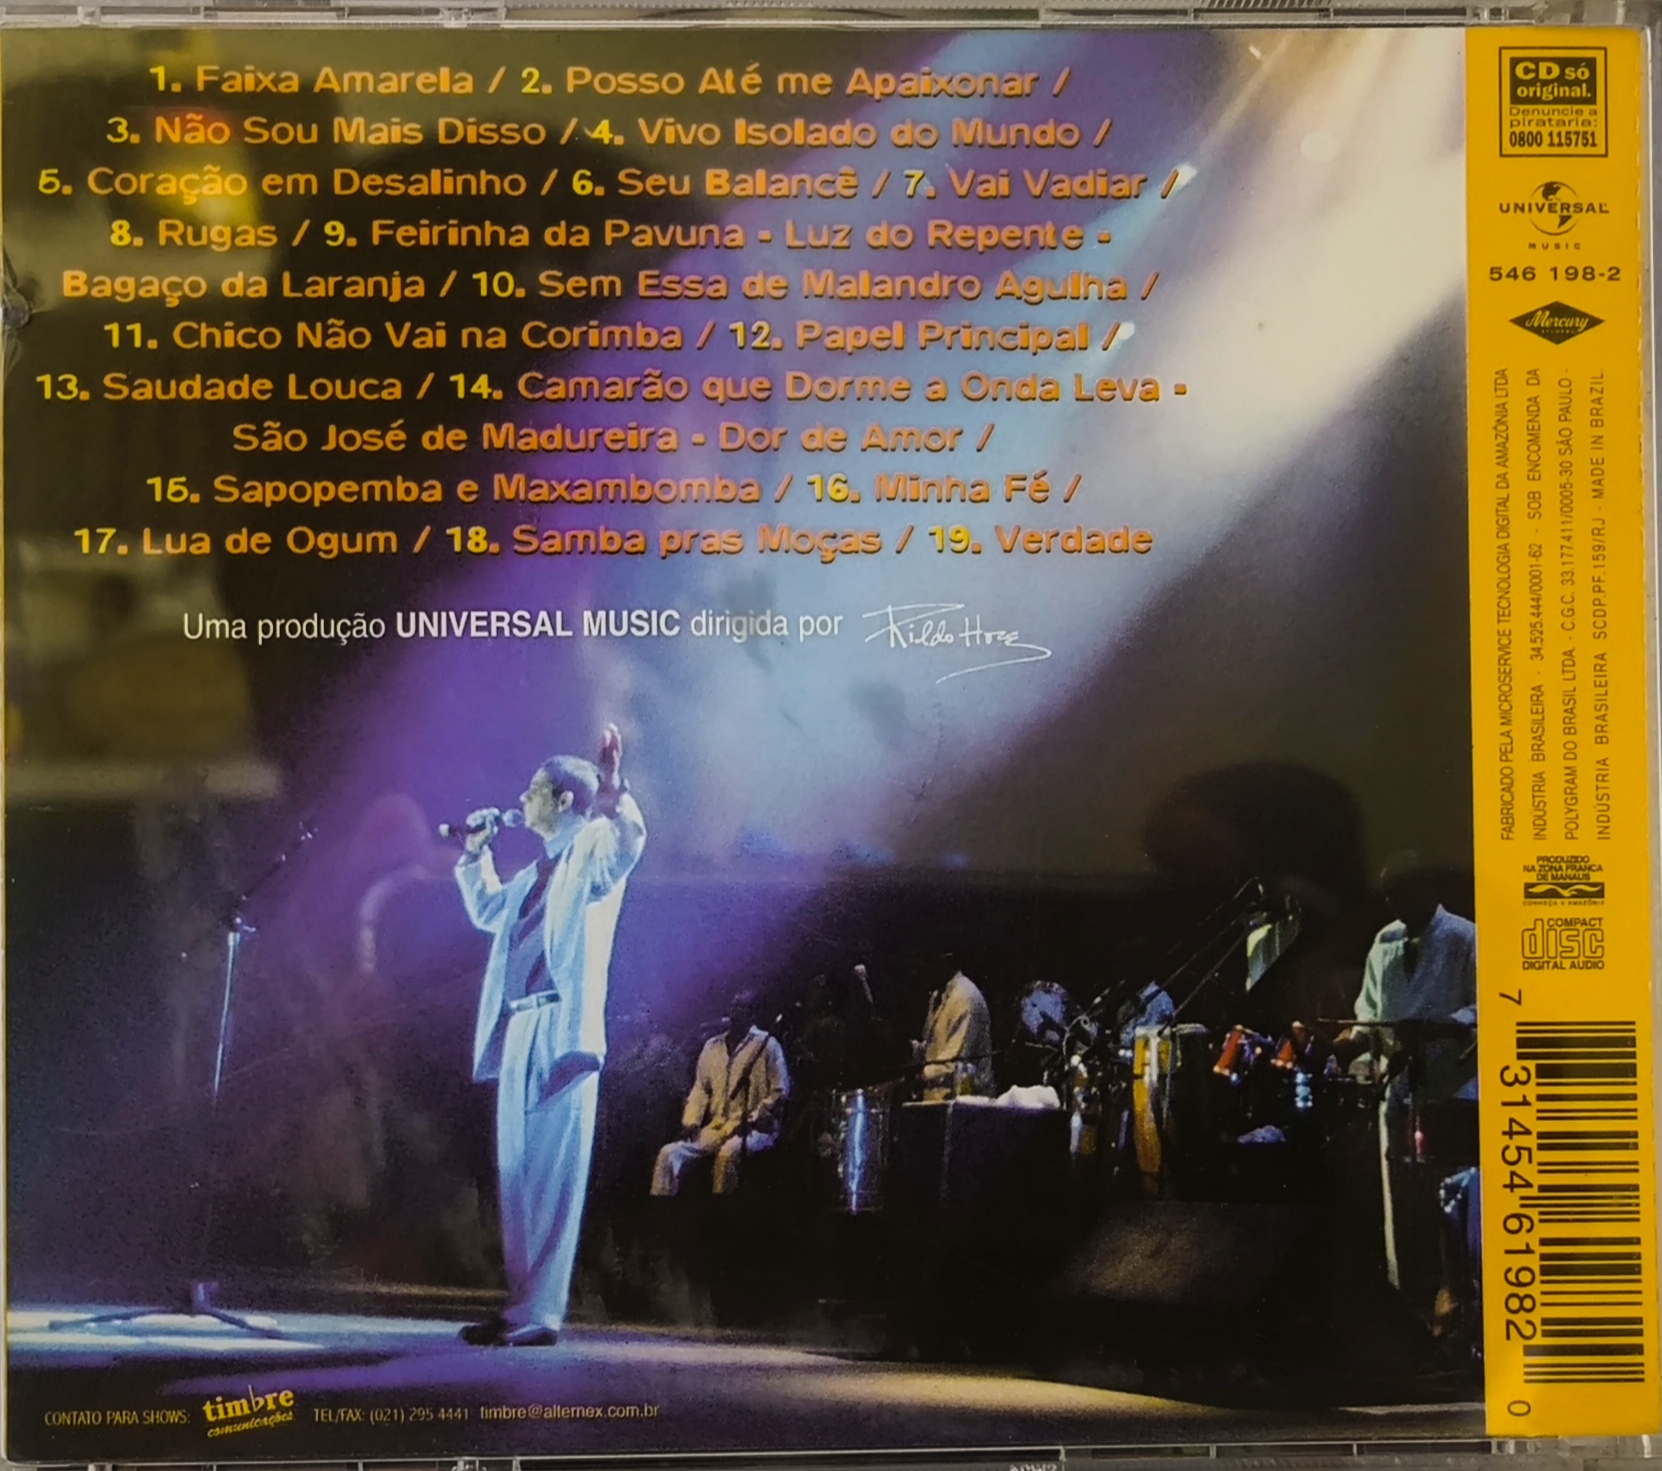 1. Faixa Amarela / 2. Posso Até me Apaixonar /
3. Não Sou Mais Disso / 4. Vivo Isolado do Mundo /
5. Coração em Desalinho / 6. Seu Balancê / 7. Vai Vadiar /
8. Rugas / 9. Feirinha da Pavuna - Luz do Repente -
Bagaço da Laranja / 10. Sem Essa de Malandro Agulha /
11. Chico Não Vai na Corimba / 12. Papel Principal /
13. Saudade Louca / 14. Camarão que Dorme a Onda Leva -
São José de Madureira - Dor de Amor /
15. Sapopemba e Maxambomba / 16. Minha Fé /
17. Lua de Ogum / 18. Samba pras Moças / 19. Verdade
Uma produção UNIVERSAL MUSIC dirigida por Rildo Hora
CONTATO PARA SHOWS: timbre comunicações TEL/FAX: (021) 295 4441 timbre@alternex.com.br
CD só
original.
Denuncie a
pirataria:
0800 115751
UNIVERSAL
MUSIC
546 198-2
Mercury
FABRICADO PELA MICROSERVICE TECNOLOGIA DIGITAL DA AMAZÔNIA LTDA
INDÚSTRIA BRASILEIRA - 34.525.444/0001-62 - SOB ENCOMENDA DA
POLYGRAM DO BRASIL LTDA. - C.G.C. 33.177.411/0005-30 SÃO PAULO -
INDÚSTRIA BRASILEIRA SCDP.PF.159/RJ - MADE IN BRAZIL.
PRODUZIDO
NA ZONA FRANCA
DE MANAUS
CONHEÇA A AMAZÔNIA
COMPACT
disc
DIGITAL AUDIO
7 31454 61982 0